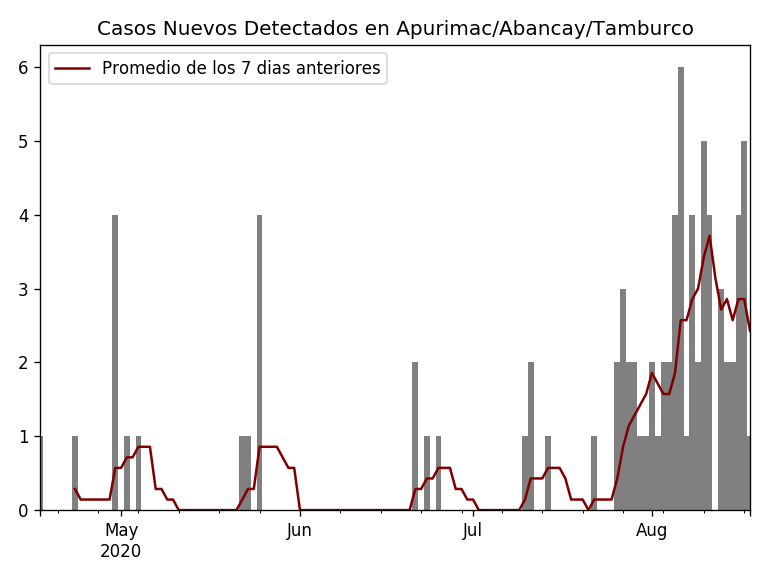 Casos Nuevos Detectados en Apurimac/Abancay/Tamburco
Promedio de los 7 dias anteriores
6
5
4
3
2
1
0
May
2020
Jun
Jul
Aug